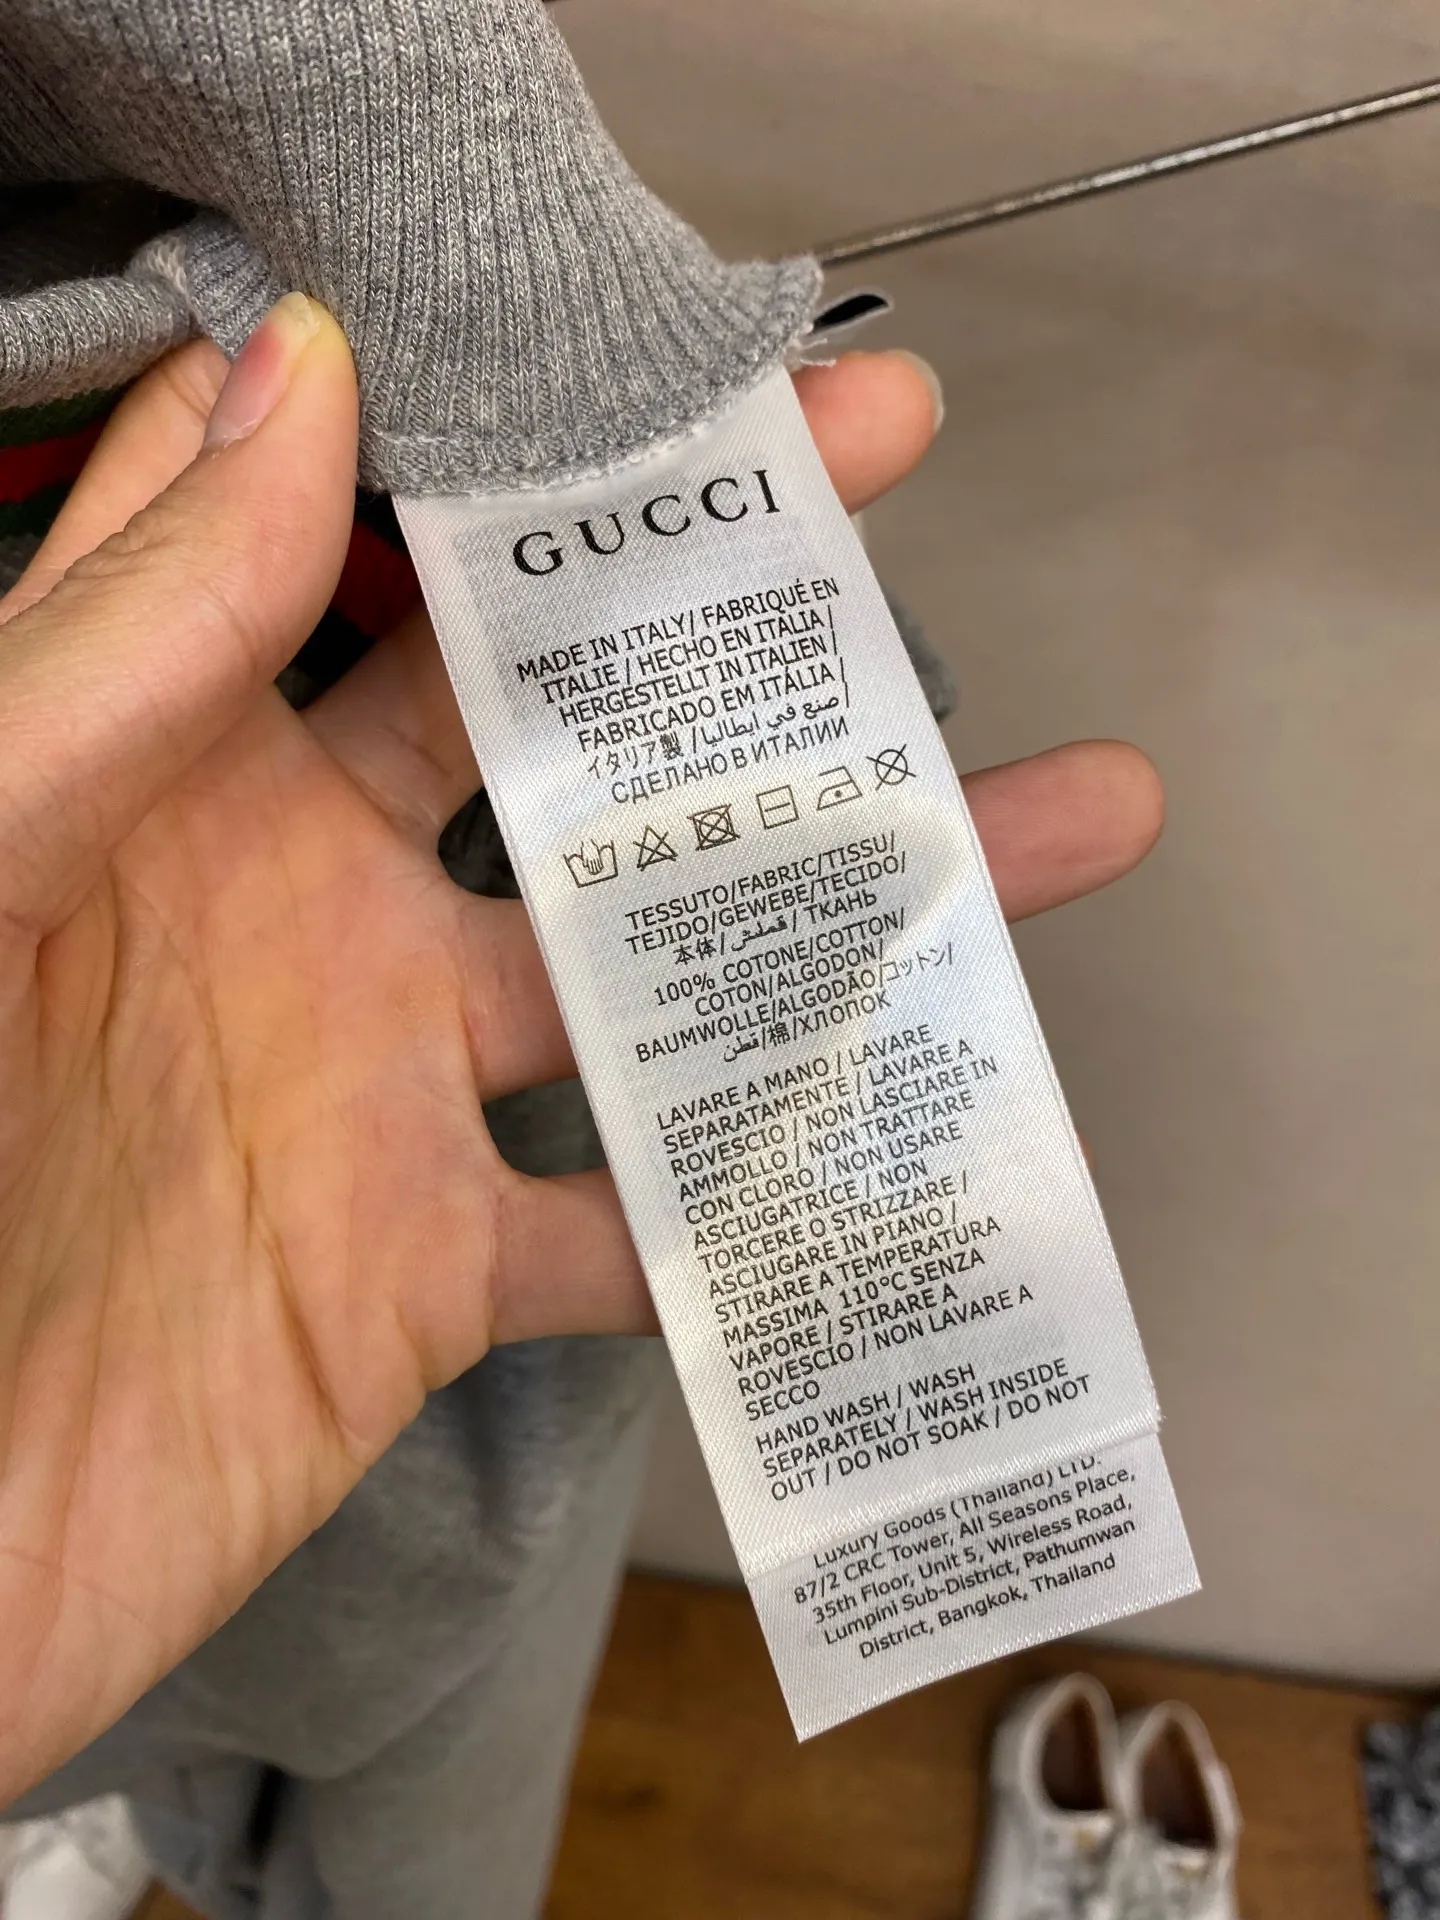 GUCCI
MADE IN ITALY/ FABRIQUÉ EN
ITALIE / HECHO EN ITALIA /
HERGESTELLT IN ITALIEN /
FABRICADO EM ITÁLIA /
イタリア製 / صنع في ايطاليا/
СДЕЛАНО В ИТАЛИИ
TESSUTO/FABRIC/TISSU/
TEJIDO/GEWEBE/TECIDO/
本体/قملش/ ТКАНЬ
100% COTONE/COTTON/
COTON/ALGODON/
BAUMWOLLE/ALGODÃO/コットン/
قطن/棉/ХЛОПОК
LAVARE A MANO / LAVARE
SEPARATAMENTE / LAVARE A
ROVESCIO / NON LASCIARE IN
AMMOLLO / NON TRATTARE
CON CLORO / NON USARE
ASCIUGATRICE / NON
TORCERE O STRIZZARE /
ASCIUGARE IN PIANO /
STIRARE A TEMPERATURA
MASSIMA 110°C SENZA
VAPORE / STIRARE A
ROVESCIO / NON LAVARE A
SECCO
HAND WASH / WASH
SEPARATELY / WASH INSIDE
OUT / DO NOT SOAK / DO NOT
Luxury Goods (Thailand) LTD.
87/2 CRC Tower, All Seasons Place,
35th Floor, Unit 5, Wireless Road,
Lumpini Sub-District, Pathumwan
District, Bangkok, Thailand